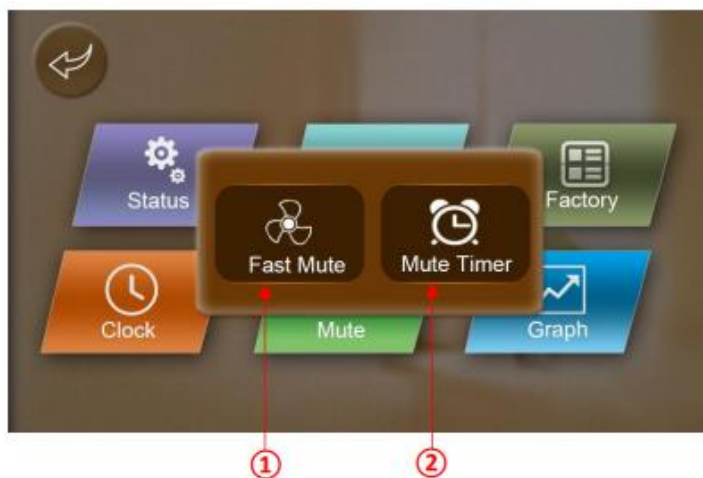 Status
Factory
Fast Mute
Mute Timer
Clock
Mute
Graph
①
②